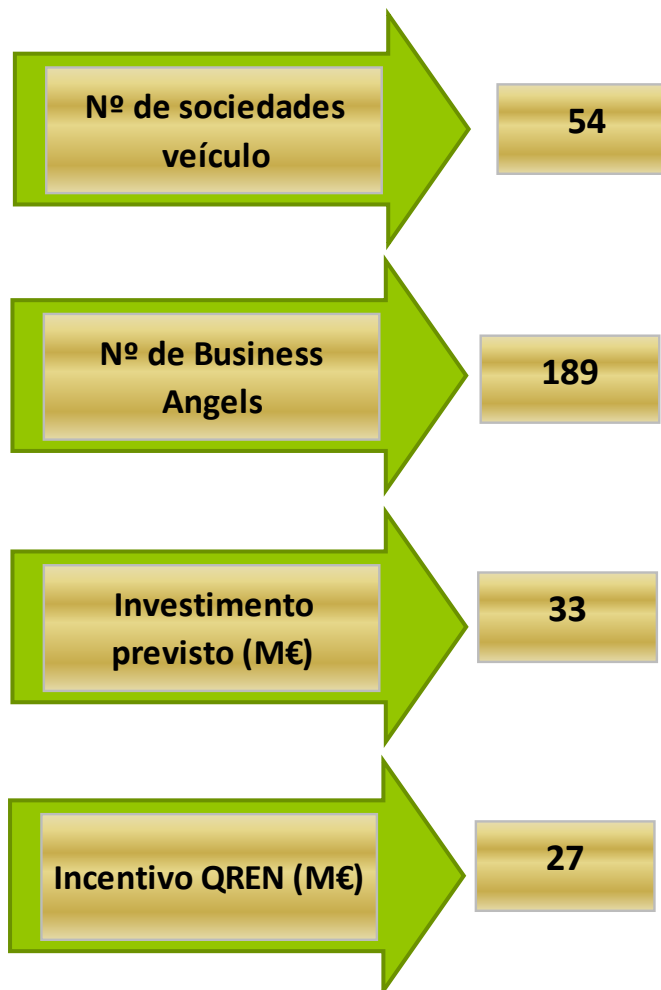 Nº de sociedades
veículo
54
Nº de Business
Angels
189
Investimento
previsto (M€)
33
Incentivo QREN (M€)
27